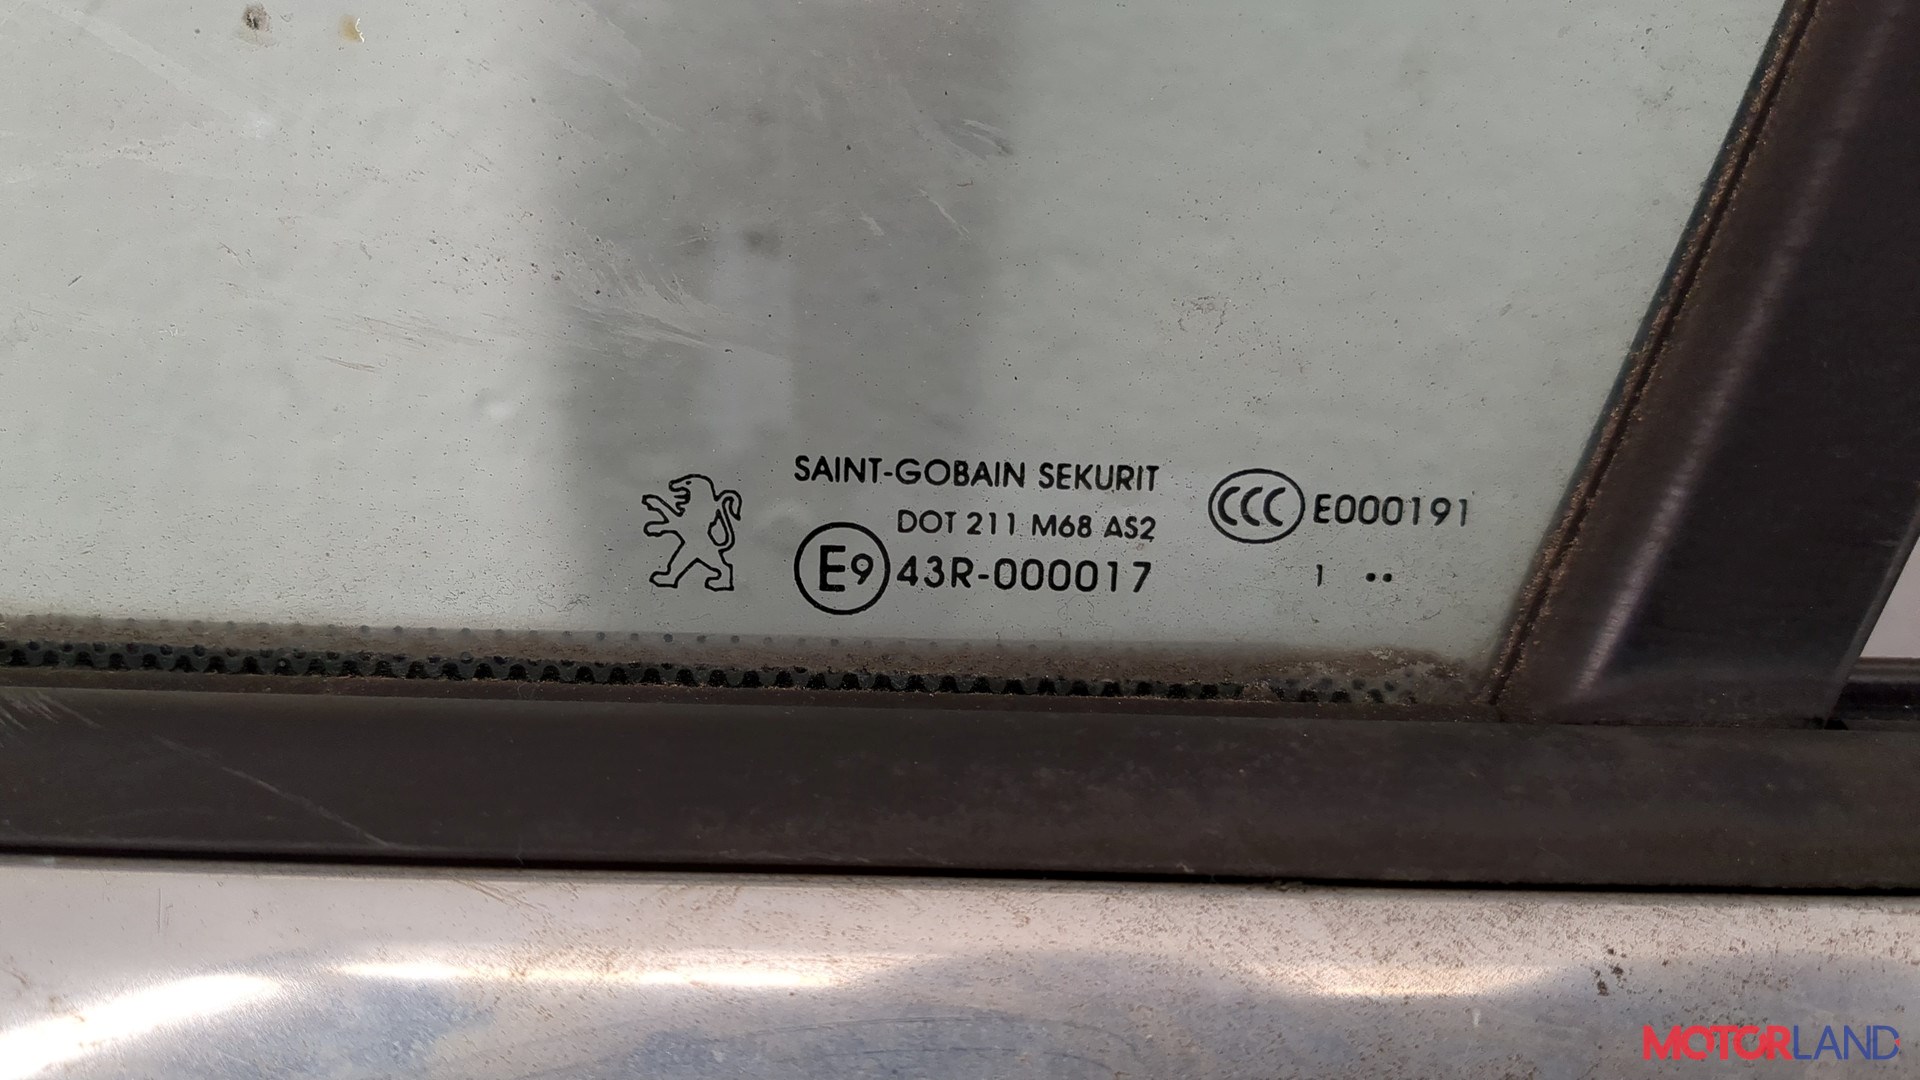 SAINT-GOBAIN SEKURIT
DOT 211 M68 AS2
E9 43R-000017
CCC E000191
1 ••
MOTORLAND